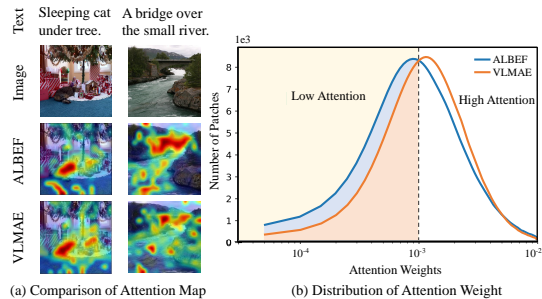 Text
Sleeping cat
under tree.
A bridge over
the small river.
Image
ALBEF
VLMAE
(a) Comparison of Attention Map
1e3
Number of Patches
8
7
6
5
4
3
2
1
0
0
Low Attention
High Attention
ALBEF
VLMAE
10⁻⁴
10⁻³
10⁻²
Attention Weights
(b) Distribution of Attention Weight